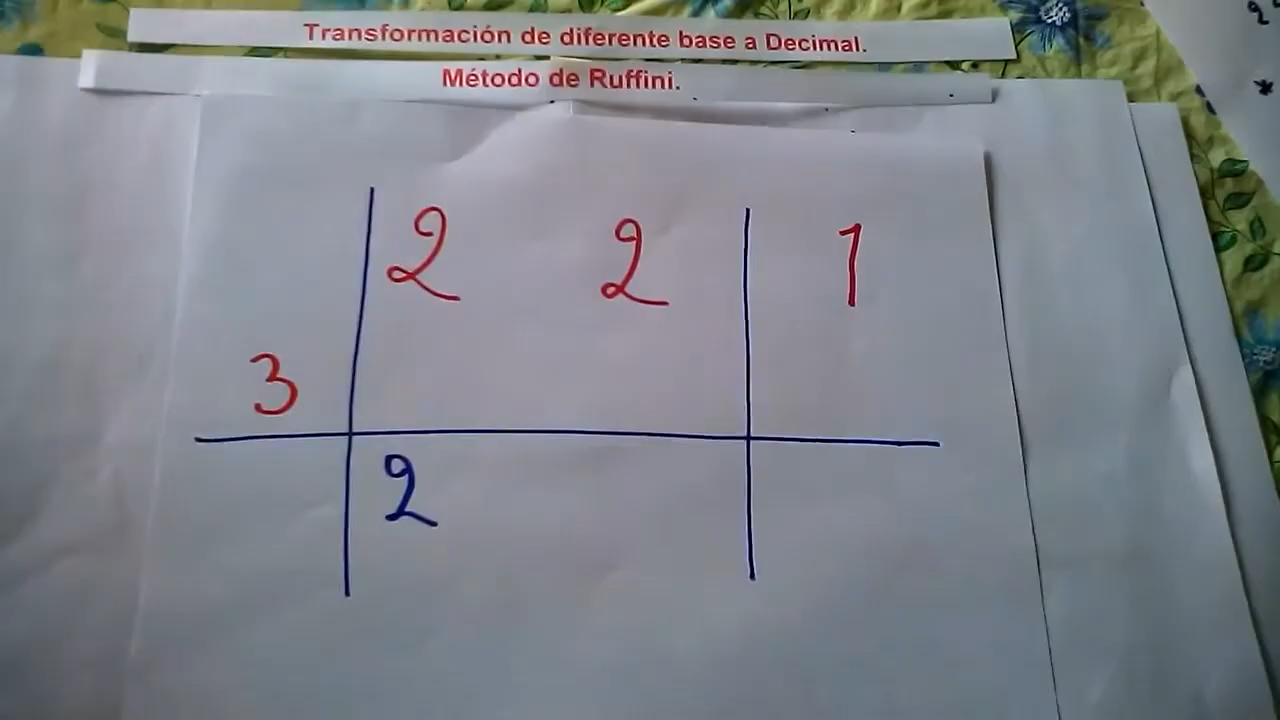 Transformación de diferente base a Decimal.
Método de Ruffini.
2 2 1
3
2